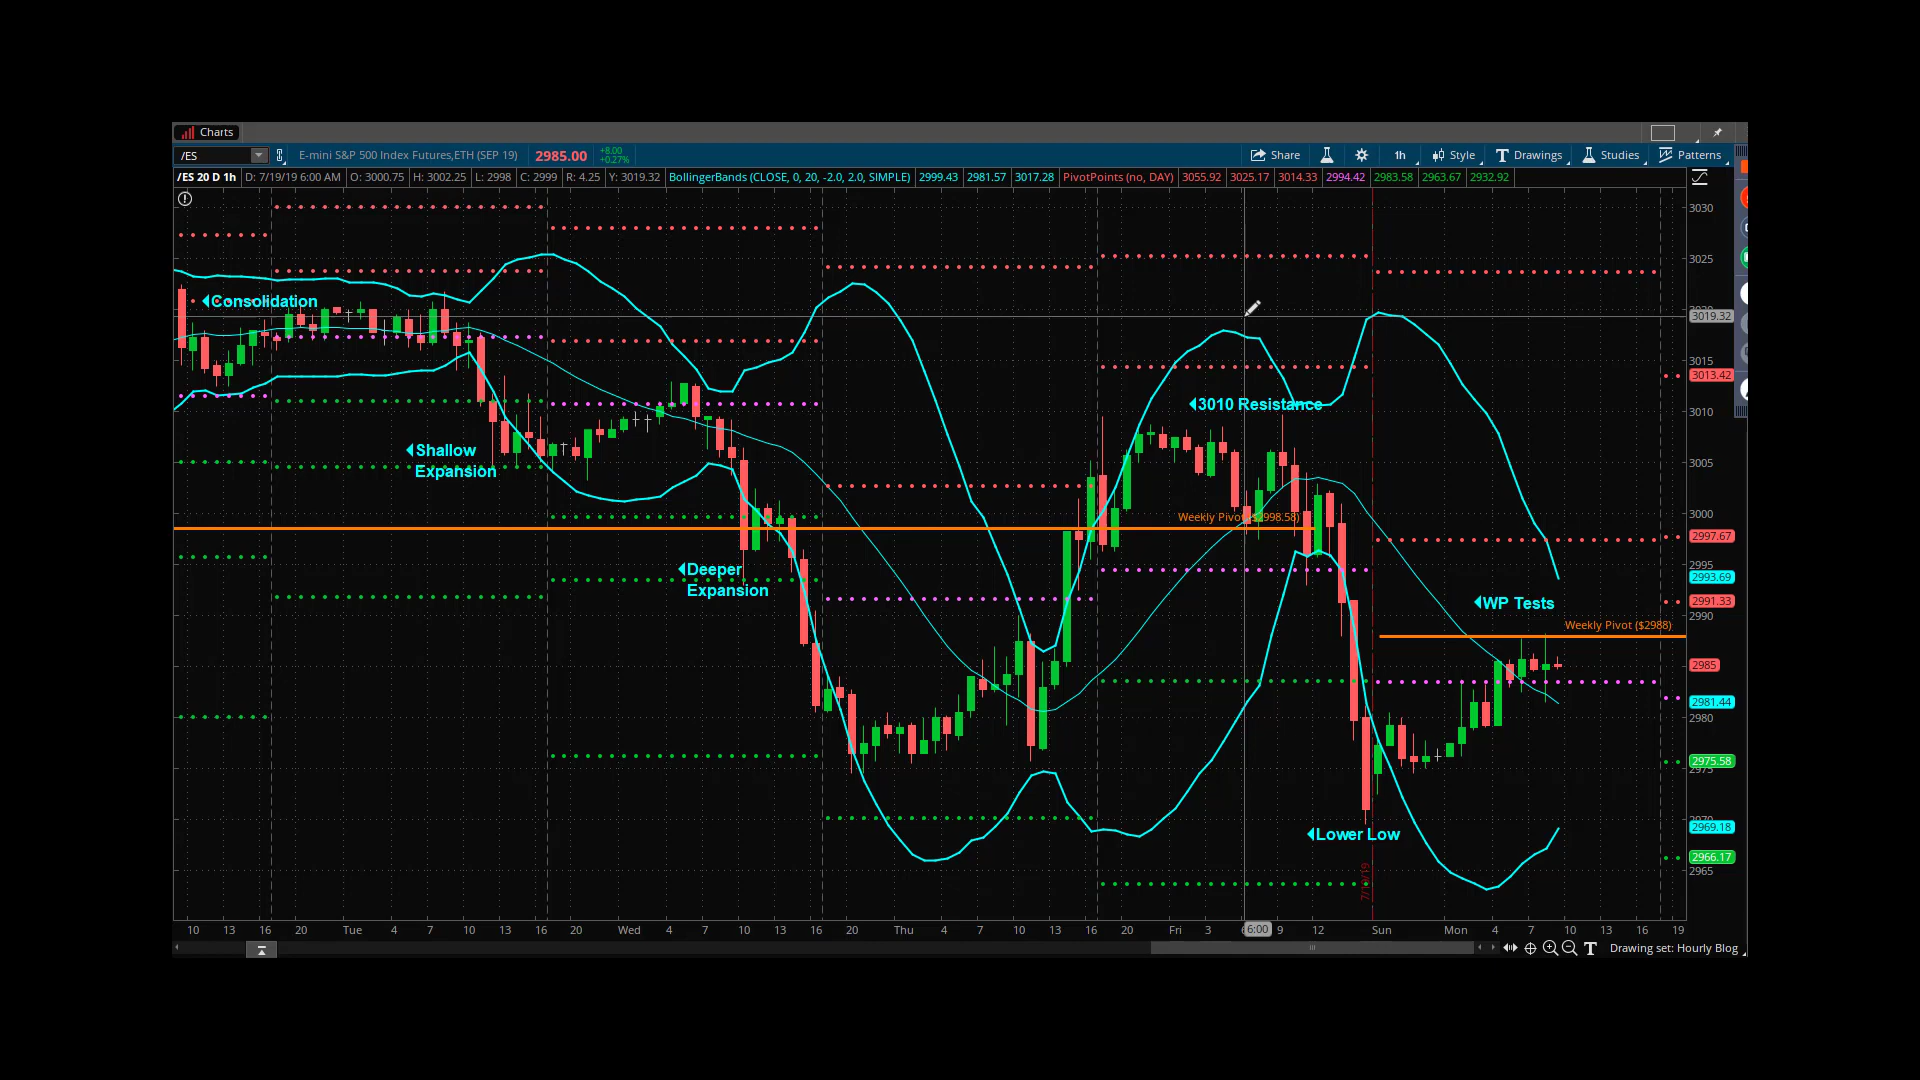 Charts
/ES E-mini S&P 500 Index Futures,ETH (SEP 19) 2985.00 +8.00 +0.27% Share 1h Style Drawings Studies Patterns
/ES 20 D 1h D: 7/19/19 6:00 AM O: 3000.75 H: 3002.25 L: 2998 C: 2999 R: 4.25 Y: 3019.32 BollingerBands (CLOSE, 0, 20, -2.0, 2.0, SIMPLE) 2999.43 2981.57 3017.28 PivotPoints (no, DAY) 3055.92 3025.17 3014.33 2994.42 2983.58 2963.67 2932.92
3030
3025
Consolidation
3019.32
3015
3013.42
3010 Resistance
3010
Shallow
Expansion
3005
Weekly Pivot ($2998.58)
3000
2997.67
Deeper
Expansion
2995
2993.69
WP Tests
2991.33
2990
Weekly Pivot ($2988)
2985
2981.44
2980
2975.58
2975
Lower Low
2969.18
2966.17
2965
10 13 16 20 Tue 4 7 10 13 16 20 Wed 4 7 10 13 16 20 Thu 4 7 10 13 16 20 Fri 3 6:00 9 12 Sun Mon 4 7 10 13 16 19
T Drawing set: Hourly Blog